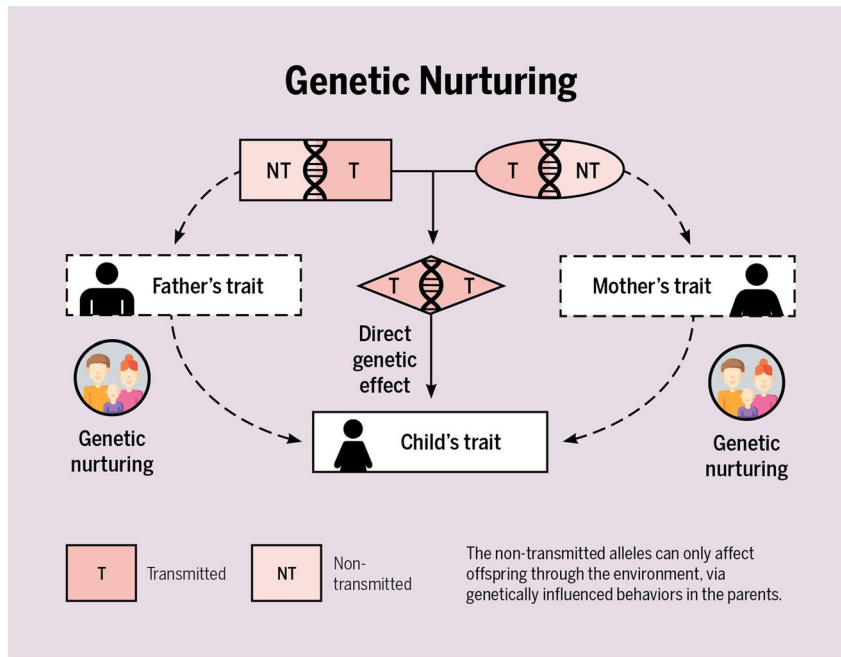 Genetic Nurturing
NT T
T NT
Father's trait
T T
Mother's trait
Direct
genetic
effect
Genetic
nurturing
Child's trait
Genetic
nurturing
T Transmitted
NT Non-
transmitted
The non-transmitted alleles can only affect
offspring through the environment, via
genetically influenced behaviors in the parents.